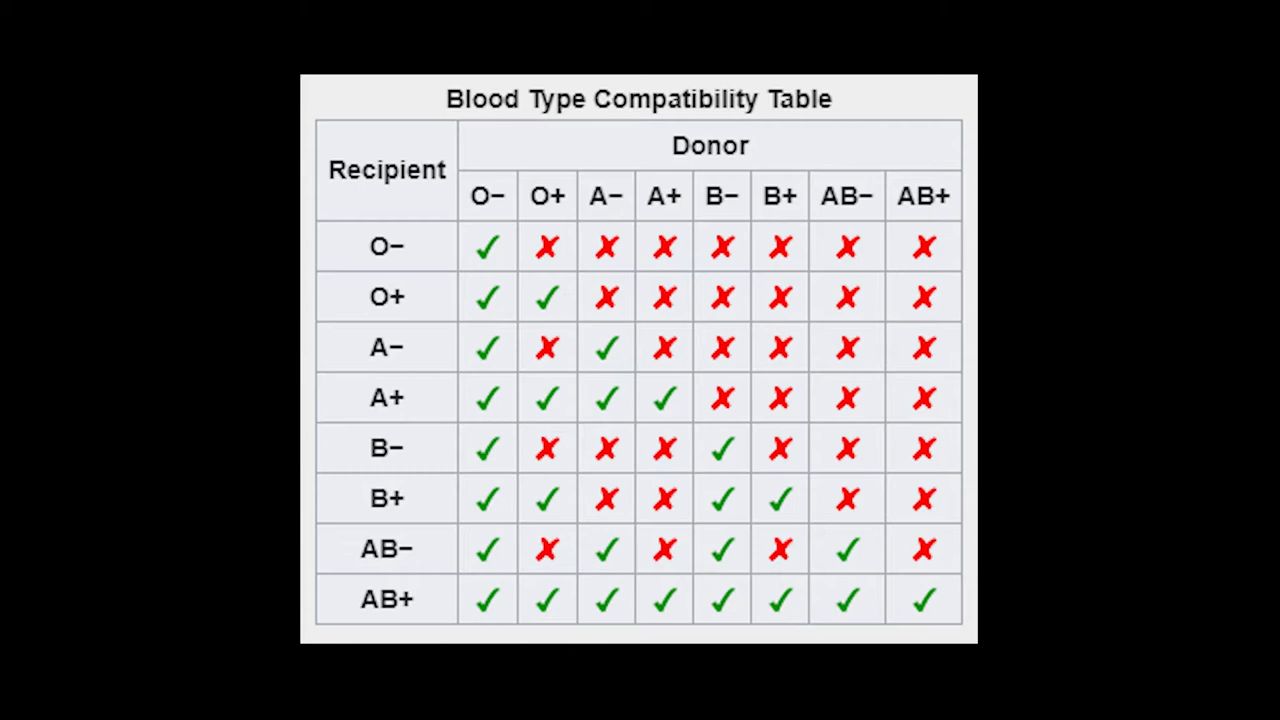 Blood Type Compatibility Table
Recipient Donor
O− O+ A− A+ B− B+ AB− AB+
O− ✓ ✘ ✘ ✘ ✘ ✘ ✘ ✘
O+ ✓ ✓ ✘ ✘ ✘ ✘ ✘ ✘
A− ✓ ✘ ✓ ✘ ✘ ✘ ✘ ✘
A+ ✓ ✓ ✓ ✓ ✘ ✘ ✘ ✘
B− ✓ ✘ ✘ ✘ ✓ ✘ ✘ ✘
B+ ✓ ✓ ✘ ✘ ✓ ✓ ✘ ✘
AB− ✓ ✘ ✓ ✘ ✓ ✘ ✓ ✘
AB+ ✓ ✓ ✓ ✓ ✓ ✓ ✓ ✓